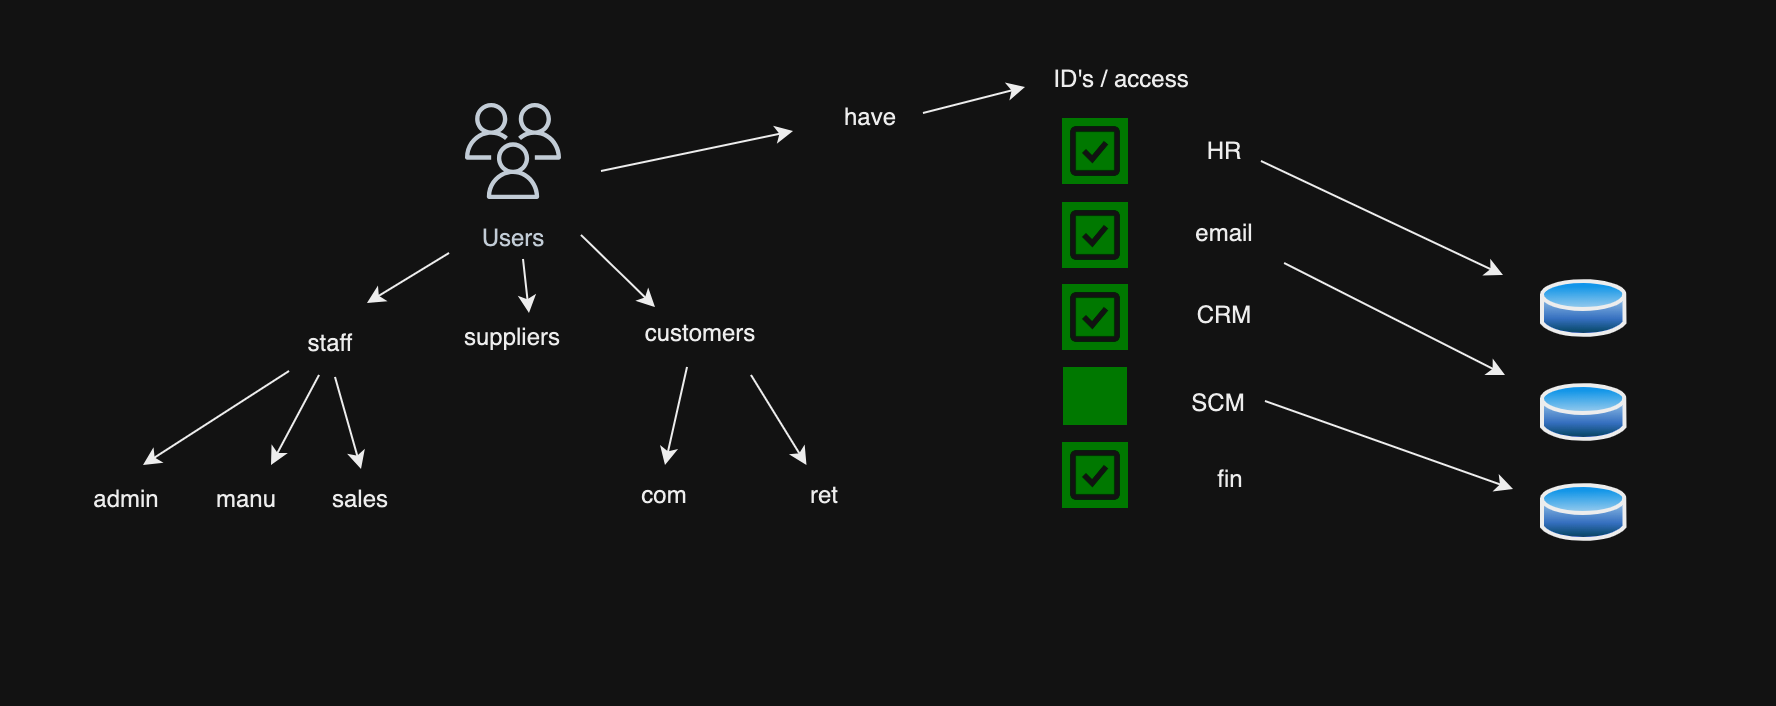 ID's / access
have
HR
Users
email
CRM
staff
suppliers
customers
SCM
fin
admin
manu
sales
com
ret